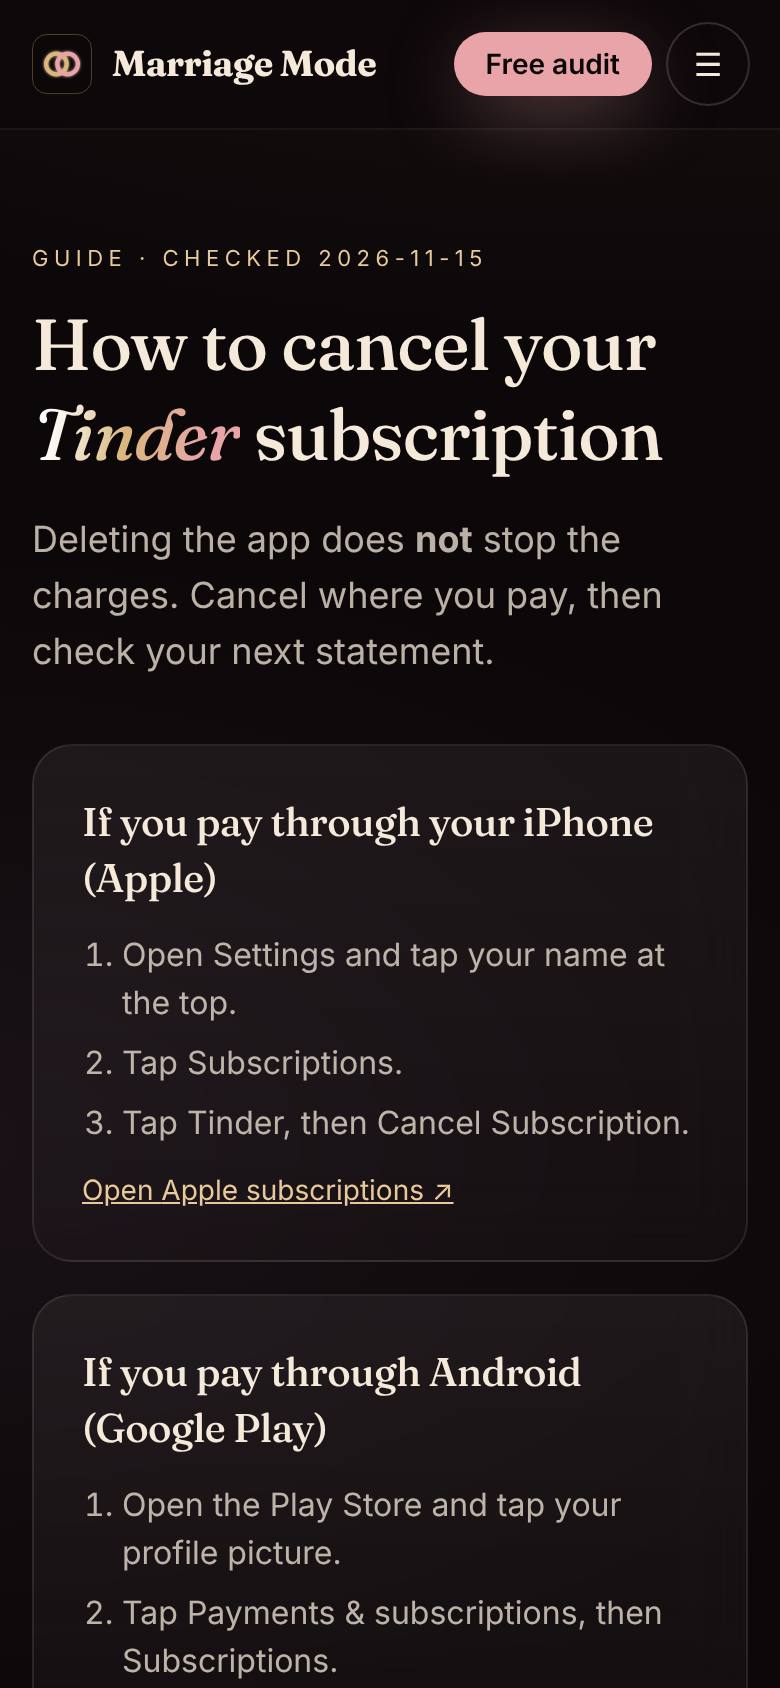 Marriage Mode
Free audit
GUIDE · CHECKED 2026-11-15
How to cancel your
Tinder subscription
Deleting the app does not stop the
charges. Cancel where you pay, then
check your next statement.
If you pay through your iPhone
(Apple)
1. Open Settings and tap your name at
the top.
2. Tap Subscriptions.
3. Tap Tinder, then Cancel Subscription.
Open Apple subscriptions ↗
If you pay through Android
(Google Play)
1. Open the Play Store and tap your
profile picture.
2. Tap Payments & subscriptions, then
Subscriptions.